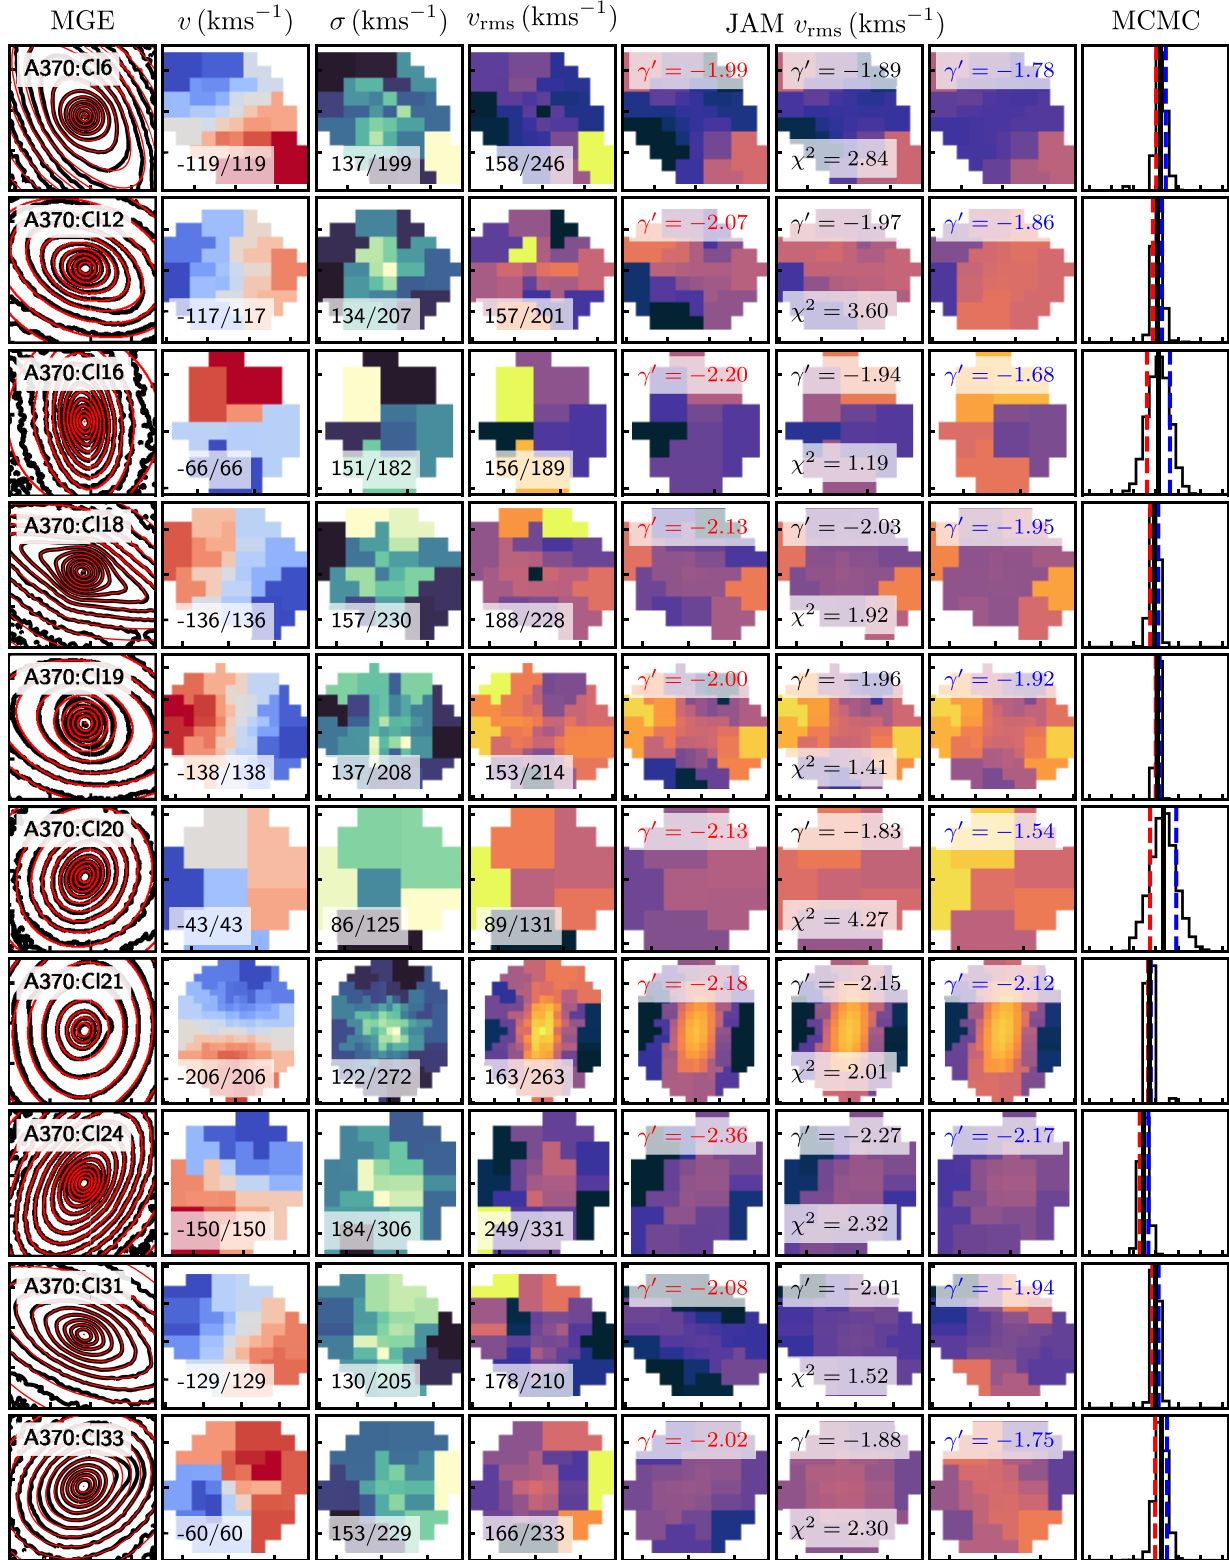 MGE v (kms⁻¹) σ (kms⁻¹) v_rms (kms⁻¹) JAM v_rms (kms⁻¹) MCMC
A370:Cl6 γ′ = −1.99 γ′ = −1.89 γ′ = −1.78
-119/119 137/199 158/246 χ² = 2.84
A370:Cl12 γ′ = −2.07 γ′ = −1.97 γ′ = −1.86
-117/117 134/207 157/201 χ² = 3.60
A370:Cl16 γ′ = −2.20 γ′ = −1.94 γ′ = −1.68
-66/66 151/182 156/189 χ² = 1.19
A370:Cl18 γ′ = −2.13 γ′ = −2.03 γ′ = −1.95
-136/136 157/230 188/228 χ² = 1.92
A370:Cl19 γ′ = −2.00 γ′ = −1.96 γ′ = −1.92
-138/138 137/208 153/214 χ² = 1.41
A370:Cl20 γ′ = −2.13 γ′ = −1.83 γ′ = −1.54
-43/43 86/125 89/131 χ² = 4.27
A370:Cl21 γ′ = −2.18 γ′ = −2.15 γ′ = −2.12
-206/206 122/272 163/263 χ² = 2.01
A370:Cl24 γ′ = −2.36 γ′ = −2.27 γ′ = −2.17
-150/150 184/306 249/331 χ² = 2.32
A370:Cl31 γ′ = −2.08 γ′ = −2.01 γ′ = −1.94
-129/129 130/205 178/210 χ² = 1.52
A370:Cl33 γ′ = −2.02 γ′ = −1.88 γ′ = −1.75
-60/60 153/229 166/233 χ² = 2.30